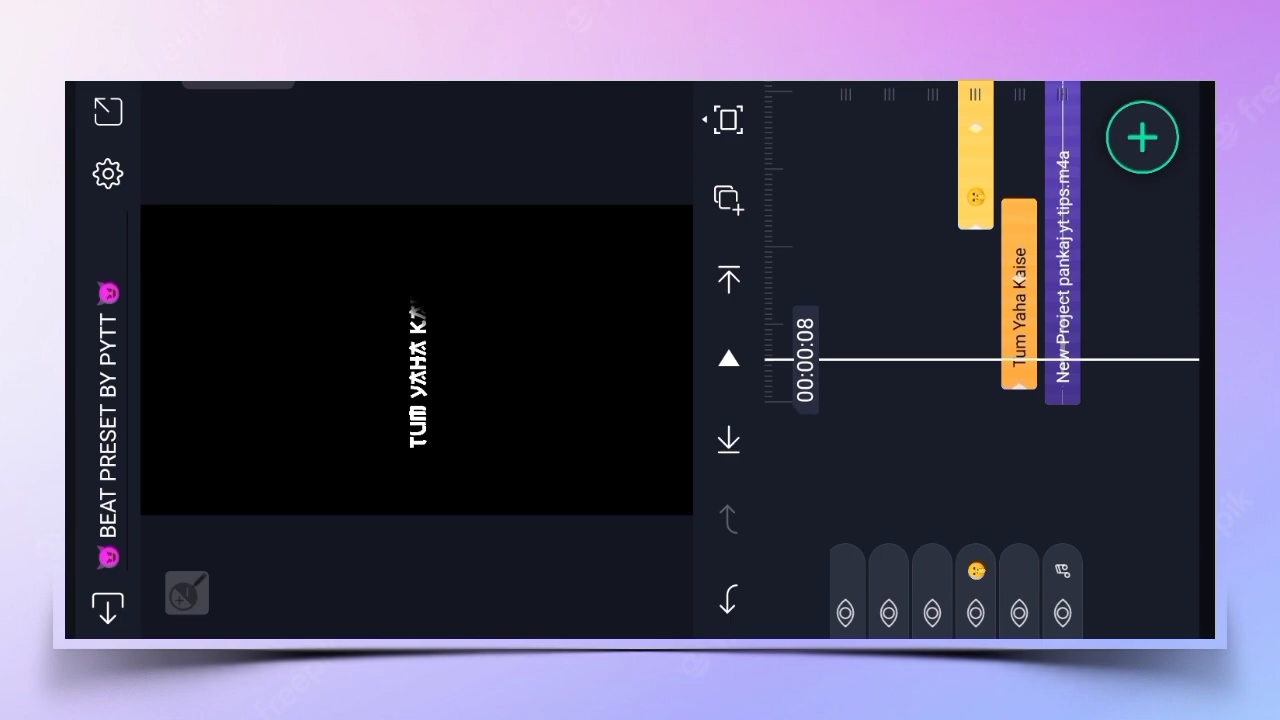 😈 BEAT PRESET BY PYTT 😈
TUM YAHA K
00:00:08
Tum Yaha Kaise
New Project pankaj yt tips.m4a